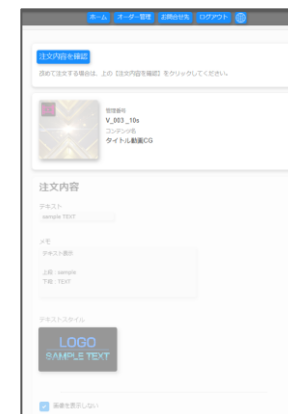 ホーム オーダー管理 お問合せ先 ログアウト
注文内容を確認
改めて注文する場合は、上の【注文内容を確認】をクリックしてください。
管理番号
V_003 _10s
コンテンツ名
タイトル動画CG
注文内容
テキスト
sample TEXT
メモ
テキスト表示
上段：sample
下段：TEXT
テキストスタイル
LOGO
SAMPLE TEXT
画像を表示しない